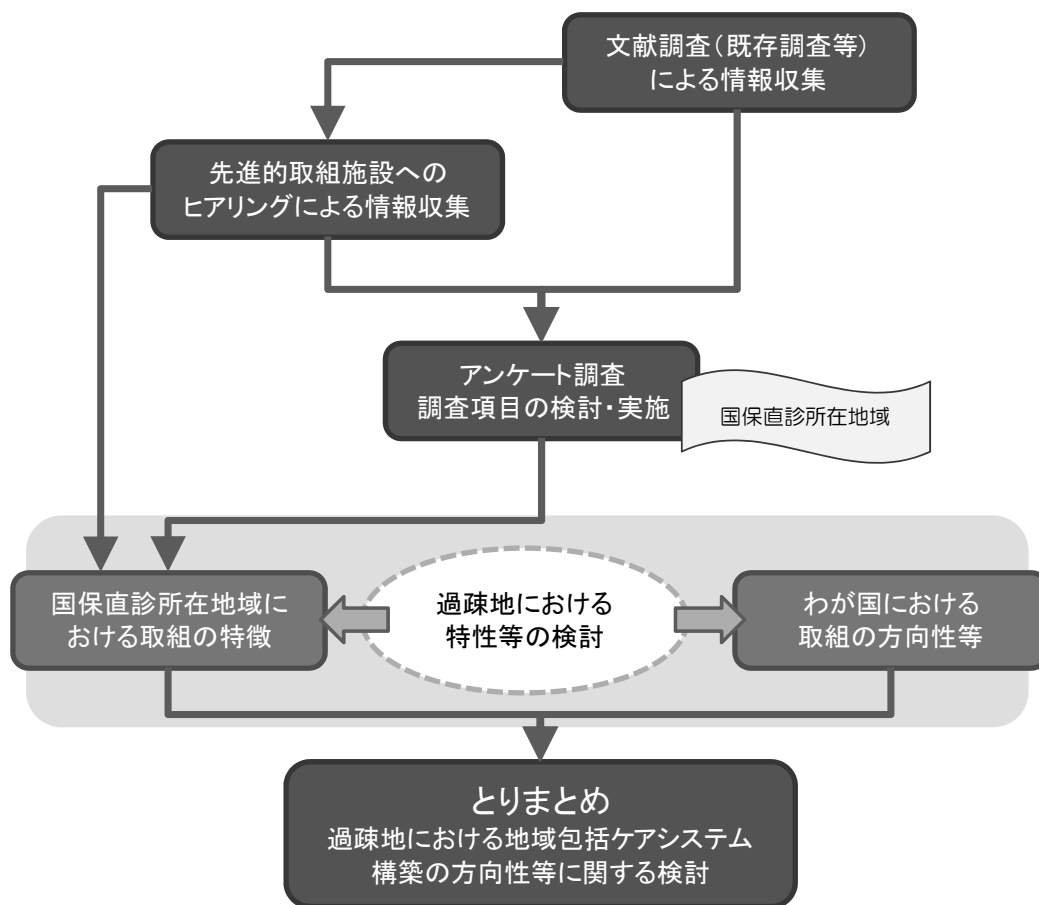 文献調査（既存調査等）
による情報収集
先進的取組施設への
ヒアリングによる情報収集
アンケート調査
調査項目の検討・実施
国保直診所在地域
国保直診所在地域に
おける取組の特徴
過疎地における
特性等の検討
わが国における
取組の方向性等
とりまとめ
過疎地における地域包括ケアシステム
構築の方向性等に関する検討